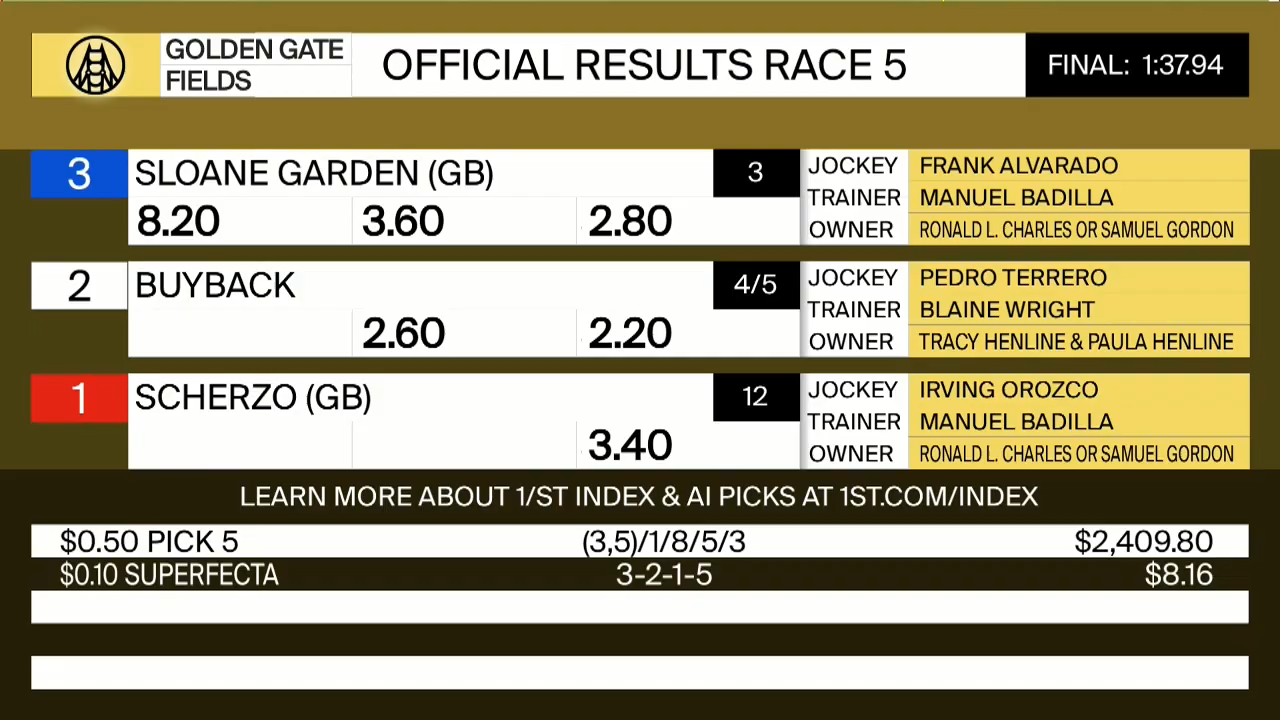 GOLDEN GATE FIELDS
OFFICIAL RESULTS RACE 5
FINAL: 1:37.94
3 SLOANE GARDEN (GB) 3
8.20 3.60 2.80
JOCKEY FRANK ALVARADO
TRAINER MANUEL BADILLA
OWNER RONALD L. CHARLES OR SAMUEL GORDON
2 BUYBACK 4/5
2.60 2.20
JOCKEY PEDRO TERRERO
TRAINER BLAINE WRIGHT
OWNER TRACY HENLINE & PAULA HENLINE
1 SCHERZO (GB) 12
3.40
JOCKEY IRVING OROZCO
TRAINER MANUEL BADILLA
OWNER RONALD L. CHARLES OR SAMUEL GORDON
LEARN MORE ABOUT 1/ST INDEX & AI PICKS AT 1ST.COM/INDEX
$0.50 PICK 5 (3,5)/1/8/5/3 $2,409.80
$0.10 SUPERFECTA 3-2-1-5 $8.16